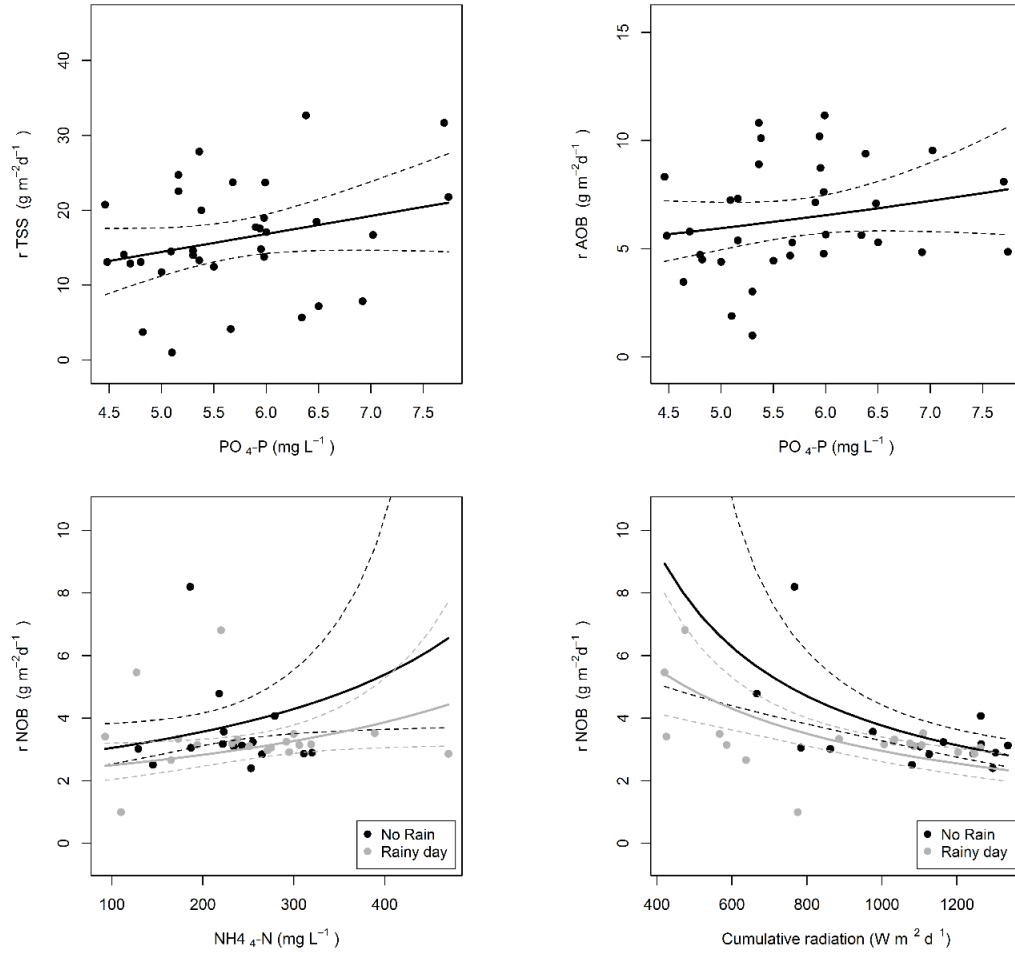 r TSS (g m⁻²d⁻¹)
40
30
20
10
0
4.5 5.0 5.5 6.0 6.5 7.0 7.5
PO ₄-P (mg L⁻¹)
r AOB (g m⁻²d⁻¹)
15
10
5
0
4.5 5.0 5.5 6.0 6.5 7.0 7.5
PO ₄-P (mg L⁻¹)
r NOB (g m⁻²d⁻¹)
10
8
6
4
2
0
No Rain
Rainy day
100 200 300 400
NH4 ₄-N (mg L⁻¹)
r NOB (g m⁻²d⁻¹)
10
8
6
4
2
0
No Rain
Rainy day
400 600 800 1000 1200
Cumulative radiation (W m² d¹)